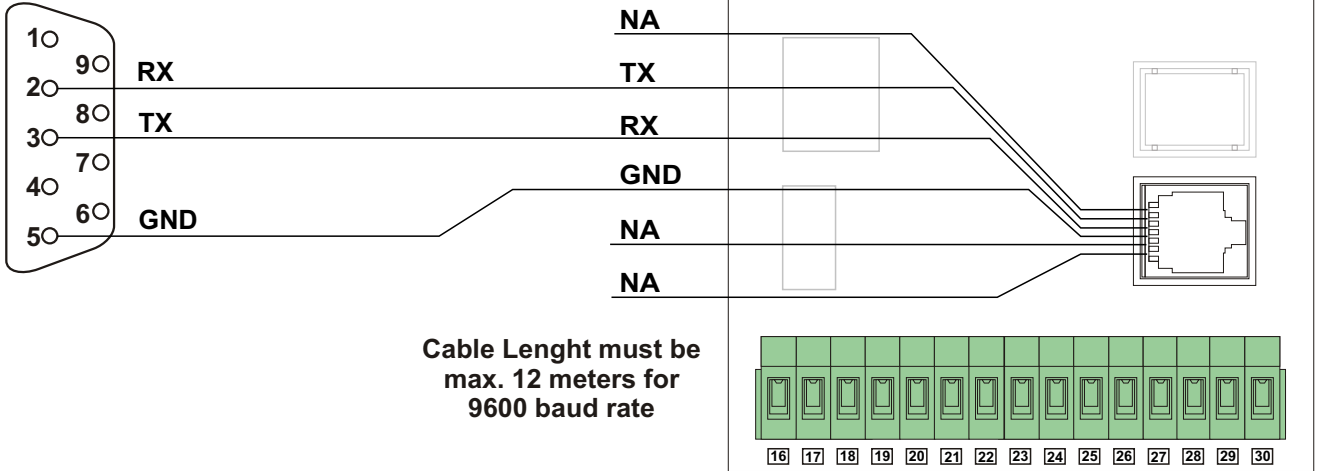 NA
1
9
RX
TX
2
8
TX
RX
3
7
GND
4
6
GND
NA
5
NA
Cable Lenght must be
max. 12 meters for
9600 baud rate
16 17 18 19 20 21 22 23 24 25 26 27 28 29 30